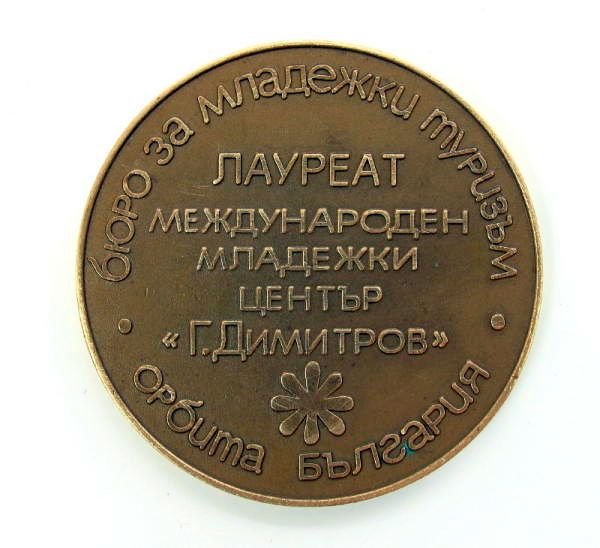 бюро за младежки туризъм
ЛАУРЕАТ
МЕЖДУНАРОДЕН
МЛАДЕЖКИ
ЦЕНТЪР
«Г.ДИМИТРОВ»
• орбита България •